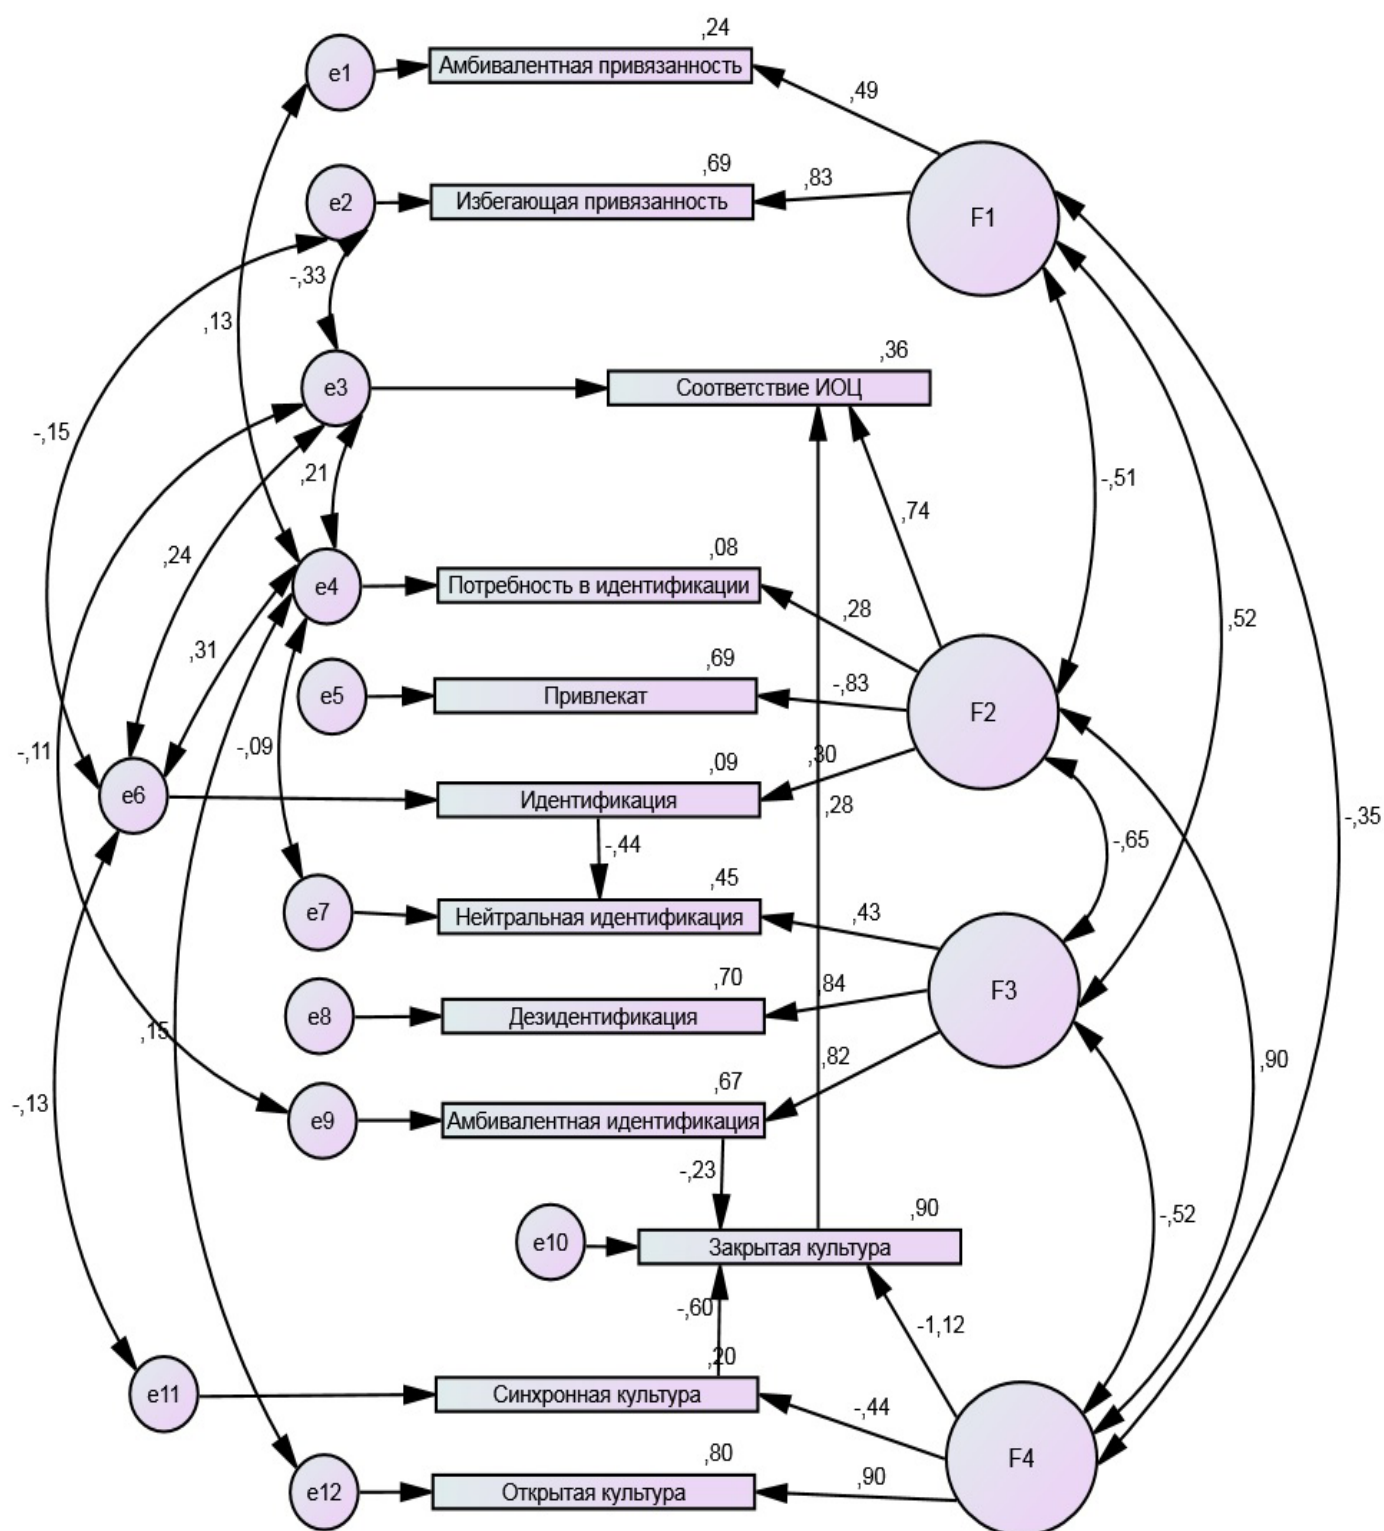 ,24
e1
Амбивалентная привязанность
,49
,69
e2
Избегающая привязанность
,83
F1
-,33
,13
,36
e3
Соответствие ИОЦ
-,15
,21
-,51
,74
,24
,08
e4
Потребность в идентификации
,28
,52
,31
,69
e5
Привлекат
-,83
F2
-,09
-,11
,09
,30
e6
Идентификация
,28
-,35
-,44
-,65
,45
e7
Нейтральная идентификация
,43
,70
,84
F3
e8
Дезидентификация
,15
,82
,90
,67
-,13
e9
Амбивалентная идентификация
-,23
,90
-,52
e10
Закрытая культура
-,60
-1,12
,20
e11
Синхронная культура
-,44
,80
F4
e12
Открытая культура
,90